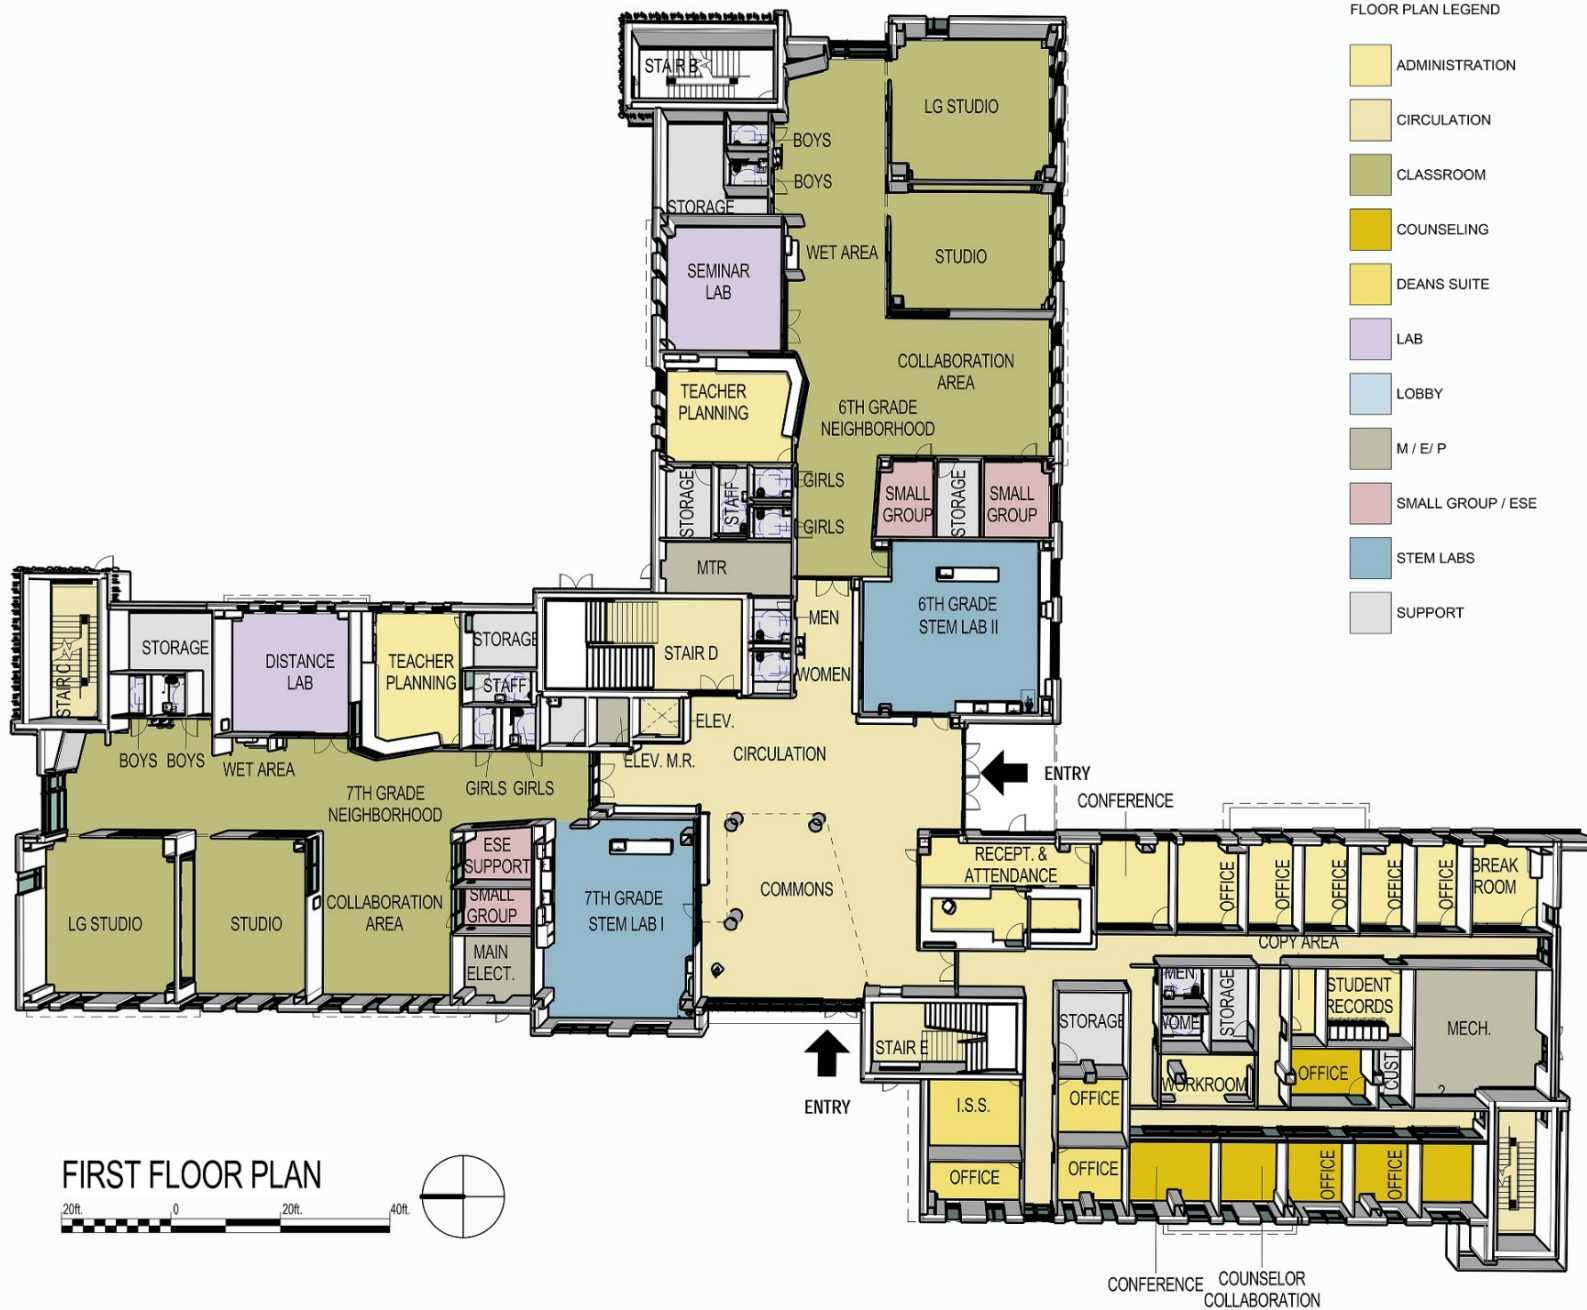 FLOOR PLAN LEGEND
ADMINISTRATION
CIRCULATION
CLASSROOM
COUNSELING
DEANS SUITE
LAB
LOBBY
M / E/ P
SMALL GROUP / ESE
STEM LABS
SUPPORT
STAIR B
LG STUDIO
BOYS
BOYS
STORAGE
WET AREA
STUDIO
SEMINAR
LAB
COLLABORATION
AREA
TEACHER
PLANNING
6TH GRADE
NEIGHBORHOOD
STORAGE
STAFF
GIRLS
GIRLS
SMALL
GROUP
STORAGE
SMALL
GROUP
MTR
6TH GRADE
STEM LAB II
MEN
WOMEN
STAIR D
STAIR C
STORAGE
DISTANCE
LAB
TEACHER
PLANNING
STORAGE
STAFF
ELEV.
ELEV. M.R.
CIRCULATION
BOYS
BOYS
WET AREA
GIRLS
GIRLS
7TH GRADE
NEIGHBORHOOD
ENTRY
CONFERENCE
LG STUDIO
STUDIO
COLLABORATION
AREA
ESE
SUPPORT
SMALL
GROUP
MAIN
ELECT.
7TH GRADE
STEM LAB I
COMMONS
RECEPT. &
ATTENDANCE
OFFICE
OFFICE
OFFICE
OFFICE
OFFICE
BREAK
ROOM
COPY AREA
MEN
WOME
STORAGE
STUDENT
RECORDS
MECH.
STORAGE
STAIR E
WORKROOM
OFFICE
CUST.
2
ENTRY
I.S.S.
OFFICE
OFFICE
OFFICE
OFFICE
OFFICE
CONFERENCE
COUNSELOR
COLLABORATION
FIRST FLOOR PLAN
20ft.
0
20ft.
40ft.